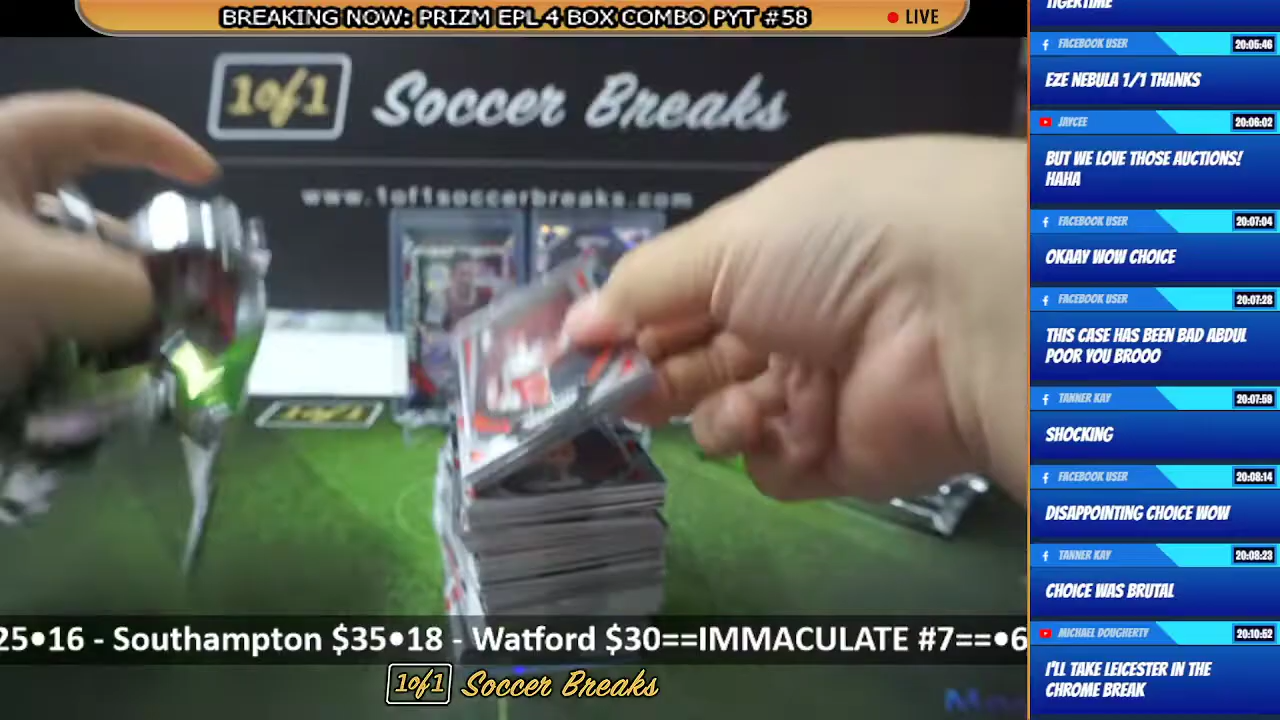 BREAKING NOW: PRIZM EPL 4 BOX COMBO PYT #58
LIVE
1of1 Soccer Breaks
www.1of1soccerbreaks.com
1of1
25•16 - Southampton $35•18 - Watford $30==IMMACULATE #7==•6
1of1 Soccer Breaks
TIGERTIME
FACEBOOK USER 20:05:46
EZE NEBULA 1/1 THANKS
JAYCEE 20:06:02
BUT WE LOVE THOSE AUCTIONS!
HAHA
FACEBOOK USER 20:07:04
OKAAY WOW CHOICE
FACEBOOK USER 20:07:28
THIS CASE HAS BEEN BAD ABDUL
POOR YOU BROOO
TANNER KAY 20:07:59
SHOCKING
FACEBOOK USER 20:08:14
DISAPPOINTING CHOICE WOW
TANNER KAY 20:08:23
CHOICE WAS BRUTAL
MICHAEL DOUGHERTY 20:10:52
I'LL TAKE LEICESTER IN THE
CHROME BREAK